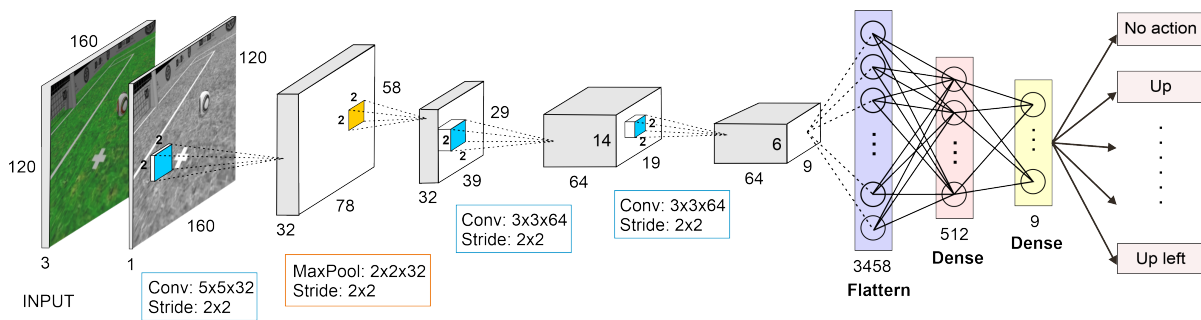 160
120
3
INPUT
120
160
1
2
2
Conv: 5x5x32
Stride: 2x2
58
78
32
2
2
MaxPool: 2x2x32
Stride: 2x2
29
39
32
2
2
Conv: 3x3x64
Stride: 2x2
14
19
64
2
2
Conv: 3x3x64
Stride: 2x2
6
9
64
3458
Flattern
512
Dense
9
Dense
No action
Up
Up left